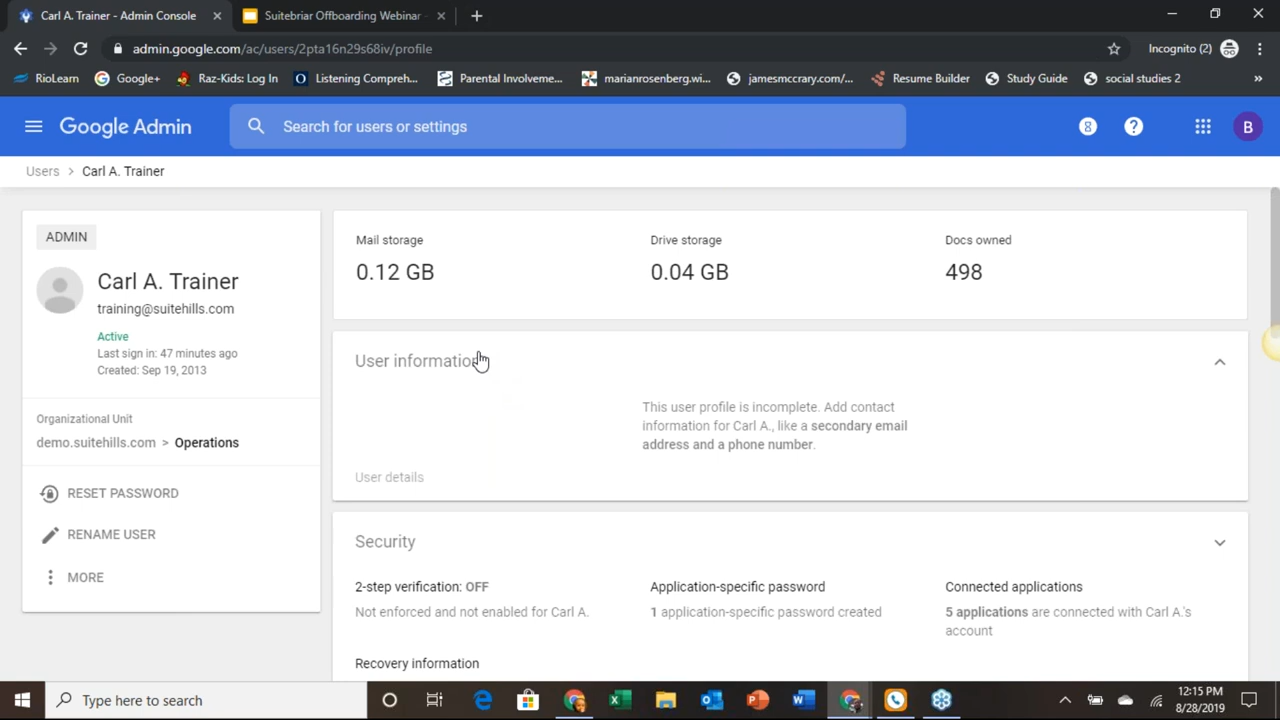 Carl A. Trainer - Admin Console
Suitebriar Offboarding Webinar -
admin.google.com/ac/users/2pta16n29s68iv/profile
Incognito (2)
RioLearn
Google+
Raz-Kids: Log In
Listening Compreh...
Parental Involveme...
marianrosenberg.wi...
jamesmccrary.com/...
Resume Builder
Study Guide
social studies 2
»
Google Admin
Search for users or settings
8
?
B
Users > Carl A. Trainer
ADMIN
Carl A. Trainer
training@suitehills.com
Active
Last sign in: 47 minutes ago
Created: Sep 19, 2013
Organizational Unit
demo.suitehills.com > Operations
RESET PASSWORD
RENAME USER
MORE
Mail storage
0.12 GB
Drive storage
0.04 GB
Docs owned
498
User information
This user profile is incomplete. Add contact
information for Carl A., like a secondary email
address and a phone number.
User details
Security
2-step verification: OFF
Not enforced and not enabled for Carl A.
Application-specific password
1 application-specific password created
Connected applications
5 applications are connected with Carl A.'s
account
Recovery information
Type here to search
12:15 PM
8/28/2019